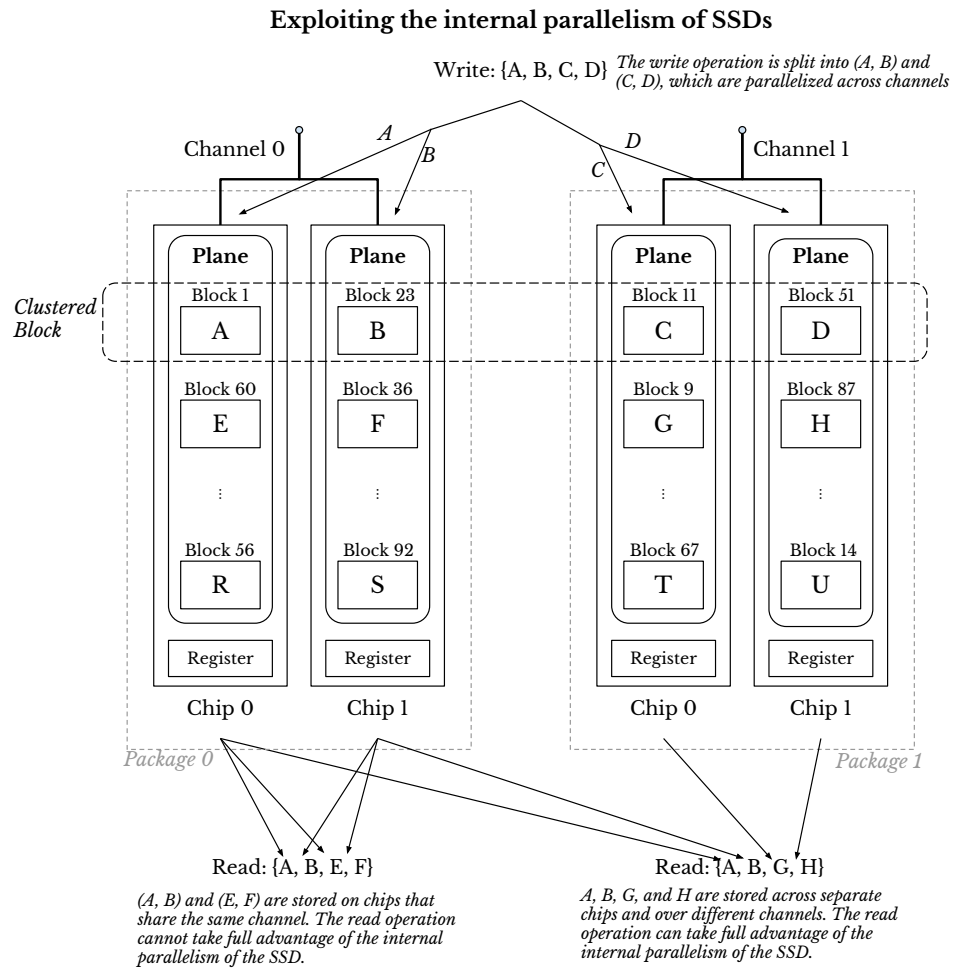 Exploiting the internal parallelism of SSDs
Write: {A, B, C, D}
The write operation is split into (A, B) and
(C, D), which are parallelized across channels
Channel 0
A
B
C
D
Channel 1
Plane
Plane
Plane
Plane
Clustered
Block
Block 1
A
Block 23
B
Block 11
C
Block 51
D
Block 60
E
Block 36
F
Block 9
G
Block 87
H
...
...
...
...
Block 56
R
Block 92
S
Block 67
T
Block 14
U
Register
Register
Register
Register
Chip 0
Chip 1
Chip 0
Chip 1
Package 0
Package 1
Read: {A, B, E, F}
(A, B) and (E, F) are stored on chips that
share the same channel. The read operation
cannot take full advantage of the internal
parallelism of the SSD.
Read: {A, B, G, H}
A, B, G, and H are stored across separate
chips and over different channels. The read
operation can take full advantage of the
internal parallelism of the SSD.